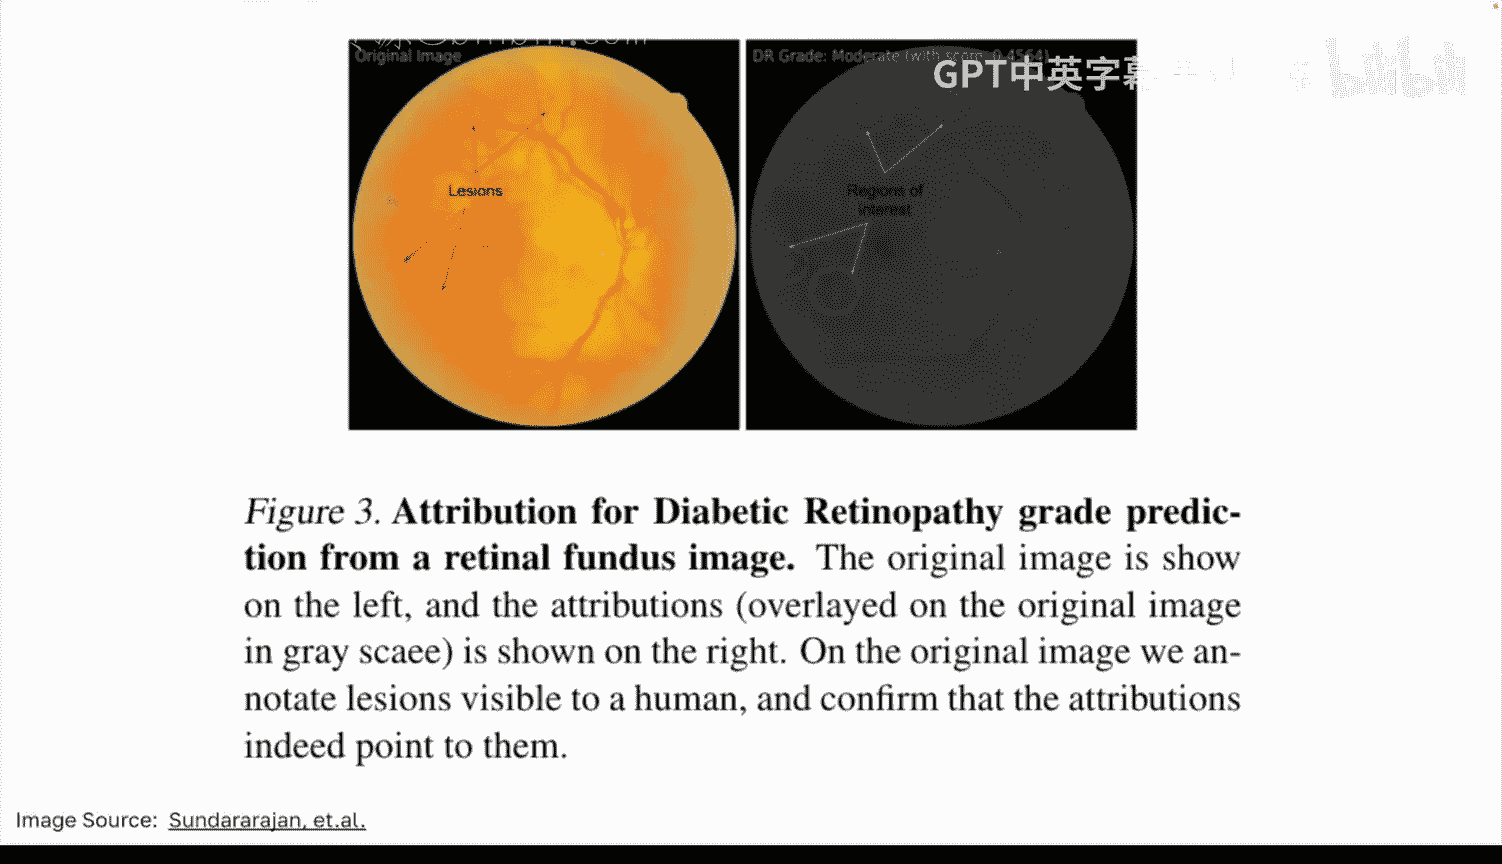 Original Image
DR Grade: Moderate (with score: 0.4564)
GPT中英字幕
Lesions
Regions of
interest
Figure 3. Attribution for Diabetic Retinopathy grade predic-
tion from a retinal fundus image. The original image is show
on the left, and the attributions (overlayed on the original image
in gray scaee) is shown on the right. On the original image we an-
notate lesions visible to a human, and confirm that the attributions
indeed point to them.
Image Source: Sundararajan, et.al.